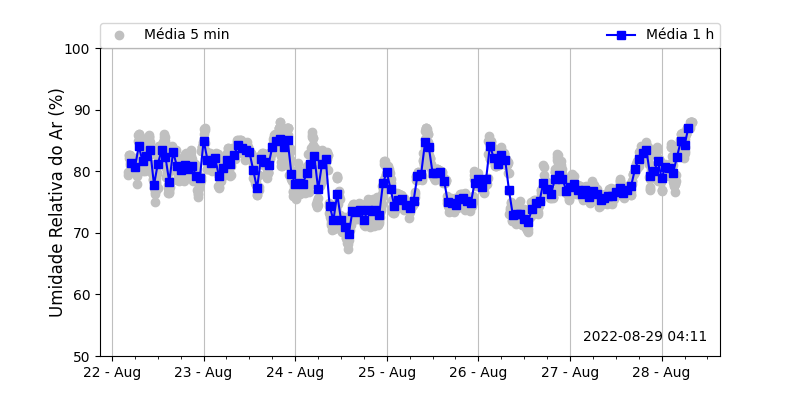 Média 5 min
Média 1 h
Umidade Relativa do Ar (%)
100
90
80
70
60
50
2022-08-29 04:11
22 - Aug
23 - Aug
24 - Aug
25 - Aug
26 - Aug
27 - Aug
28 - Aug